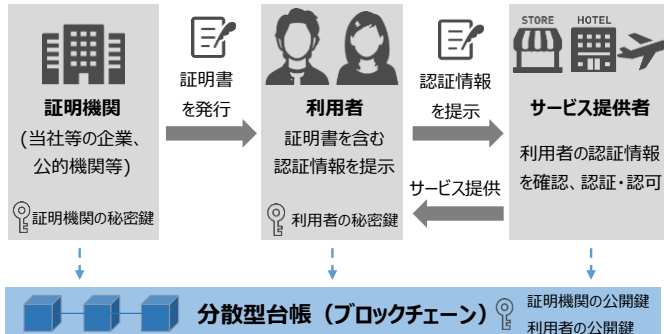 証明機関
(当社等の企業、
公的機関等)
証明機関の秘密鍵
証明書
を発行
利用者
証明書を含む
認証情報を提示
利用者の秘密鍵
認証情報
を提示
サービス提供
STORE HOTEL
サービス提供者
利用者の認証情報
を確認、認証・認可
分散型台帳（ブロックチェーン）
証明機関の公開鍵
利用者の公開鍵